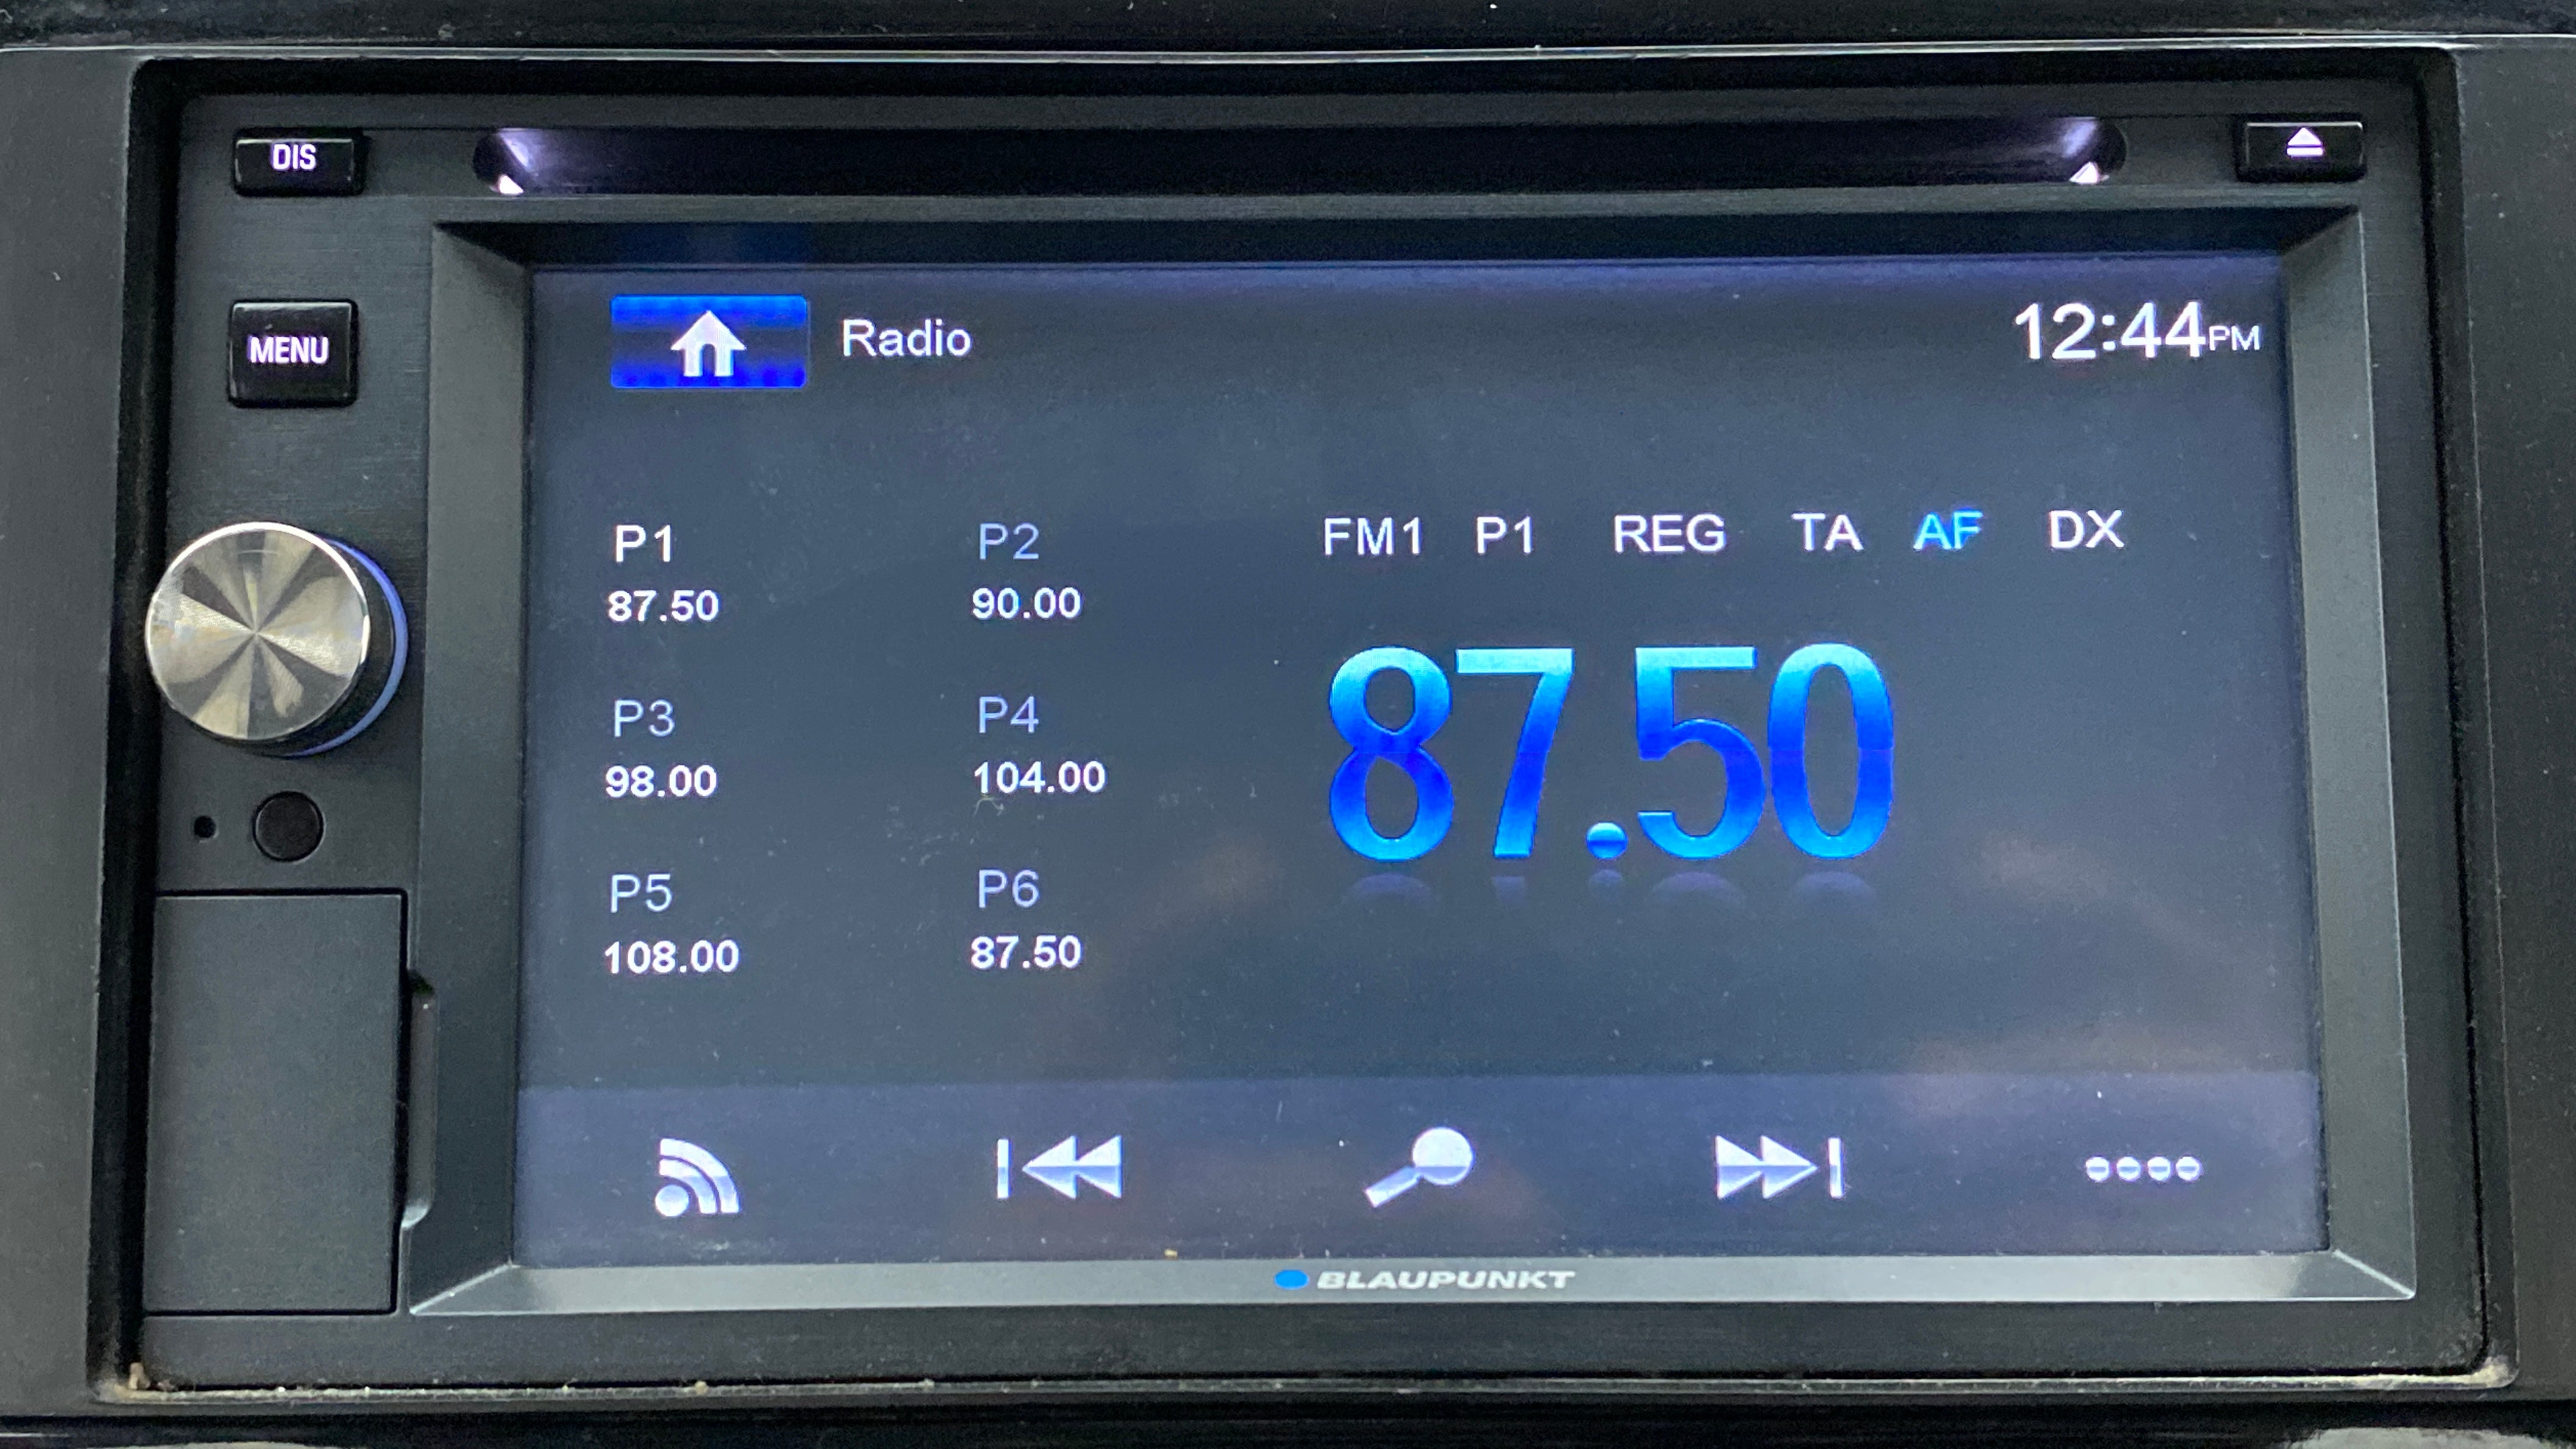 DIS
MENU
Radio
12:44PM
FM1 P1 REG TA AF DX
P1 P2
87.50 90.00
87.50
P3 P4
98.00 104.00
P5 P6
108.00 87.50
BLAUPUNKT